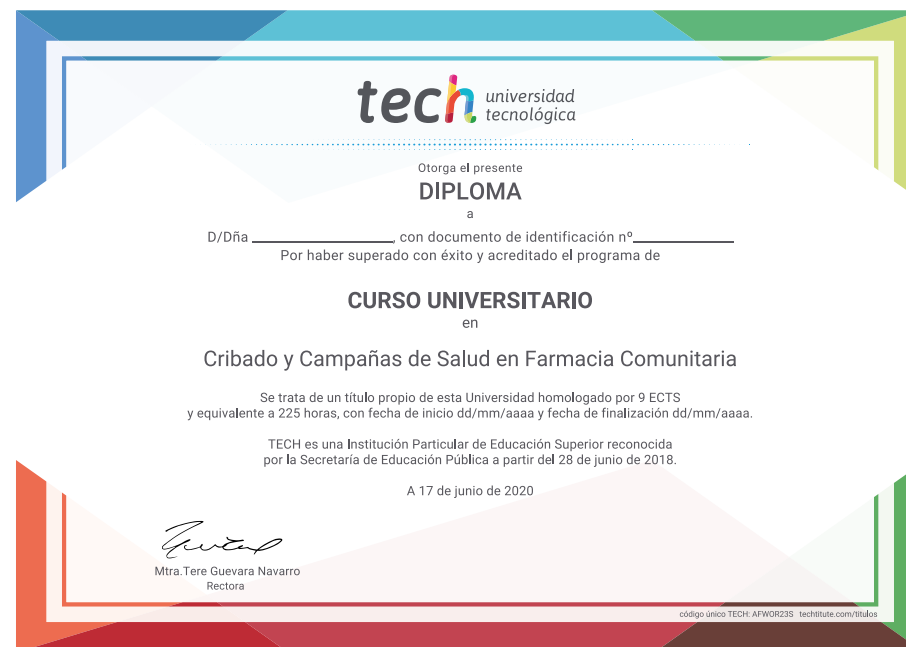 tech universidad
tecnológica
Otorga el presente
DIPLOMA
a
D/Dña ____________________, con documento de identificación nº______________
Por haber superado con éxito y acreditado el programa de
CURSO UNIVERSITARIO
en
Cribado y Campañas de Salud en Farmacia Comunitaria
Se trata de un título propio de esta Universidad homologado por 9 ECTS
y equivalente a 225 horas, con fecha de inicio dd/mm/aaaa y fecha de finalización dd/mm/aaaa.
TECH es una Institución Particular de Educación Superior reconocida
por la Secretaría de Educación Pública a partir del 28 de junio de 2018.
A 17 de junio de 2020
Mtra.Tere Guevara Navarro
Rectora
código único TECH: AFWOR23S techtitute.com/titulos